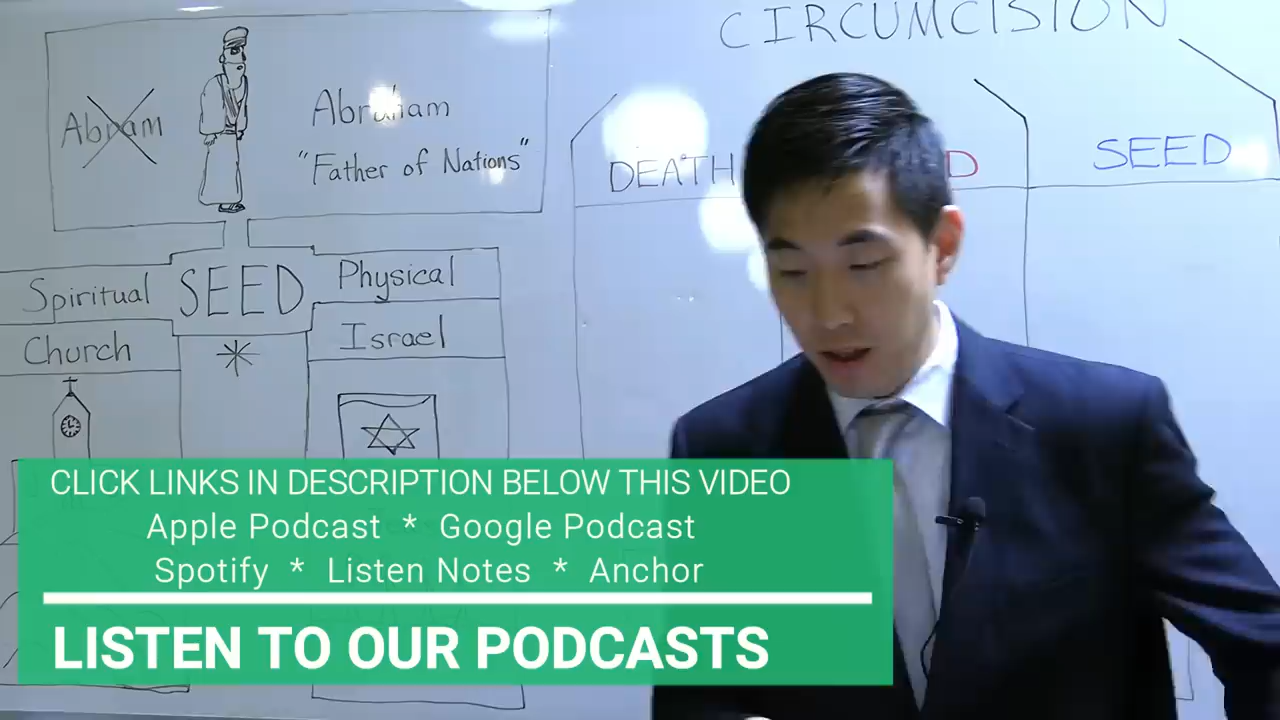 CIRCUMCISION
Abram
Abraham
"Father of Nations"
DEATH
SEED
Spiritual
SEED
Physical
Church
Israel
CLICK LINKS IN DESCRIPTION BELOW THIS VIDEO
Apple Podcast * Google Podcast
Spotify * Listen Notes * Anchor
LISTEN TO OUR PODCASTS